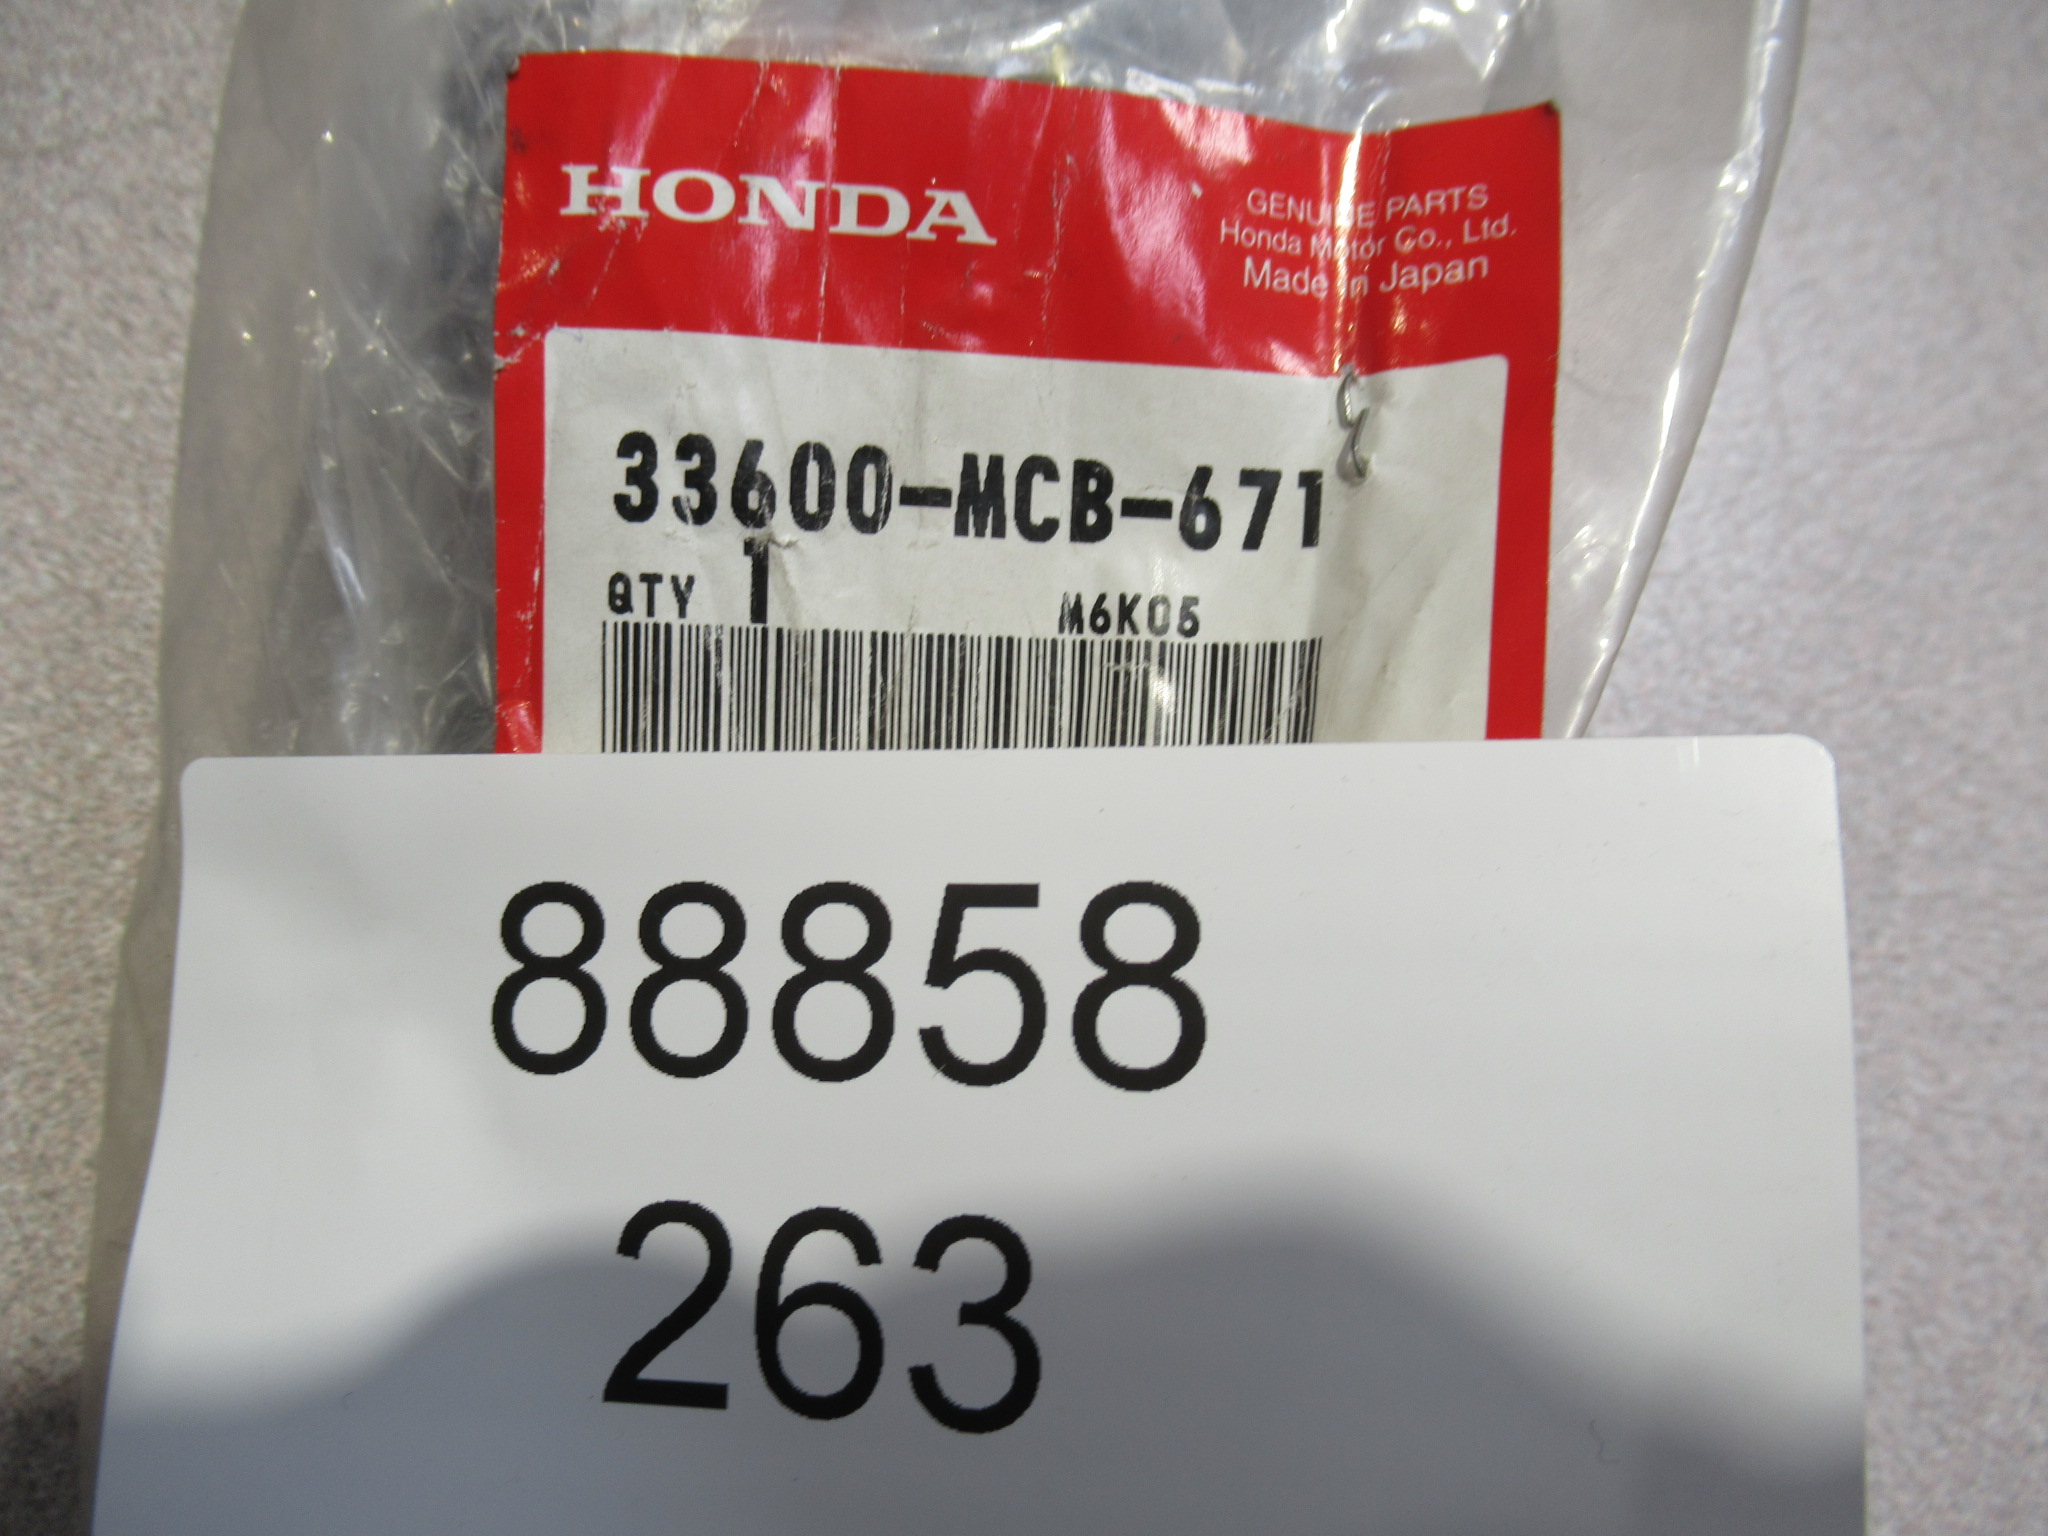 HONDA
GENUINE PARTS
Honda Motor Co., Ltd.
Made in Japan
33600-MCB-671
QTY 1 M6K05
88858
263